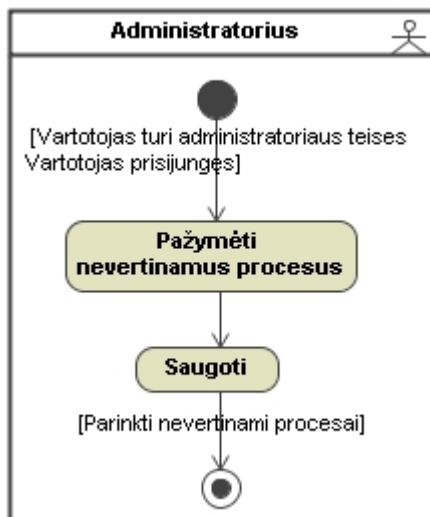 Administratorius
[Vartotojas turi administratoriaus teises
Vartotojas prisijungęs]
Pažymėti
nevertinamus procesus
Saugoti
[Parinkti nevertinami procesai]